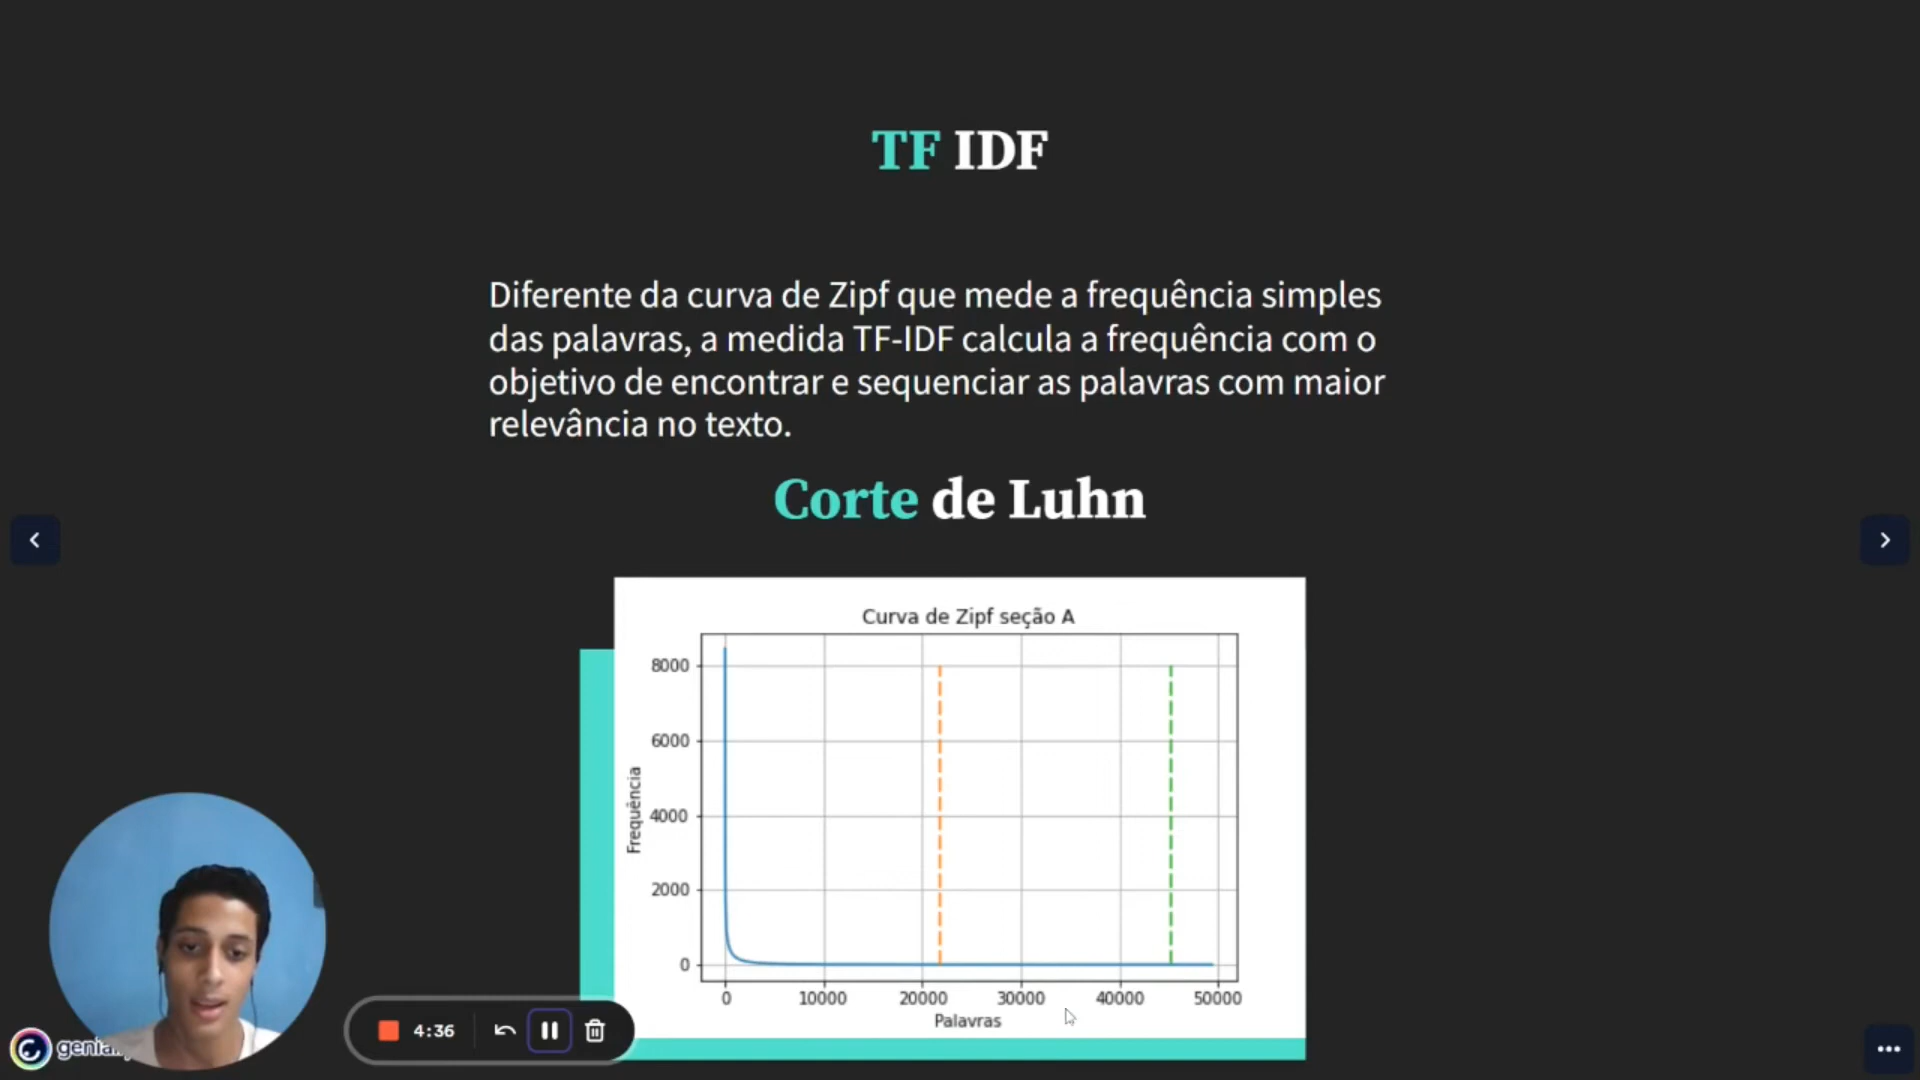 TF IDF
Diferente da curva de Zipf que mede a frequência simples
das palavras, a medida TF-IDF calcula a frequência com o
objetivo de encontrar e sequenciar as palavras com maior
relevância no texto.
Corte de Luhn
Curva de Zipf seção A
8000
6000
4000
2000
0
Frequência
0 10000 20000 30000 40000 50000
Palavras
4:36